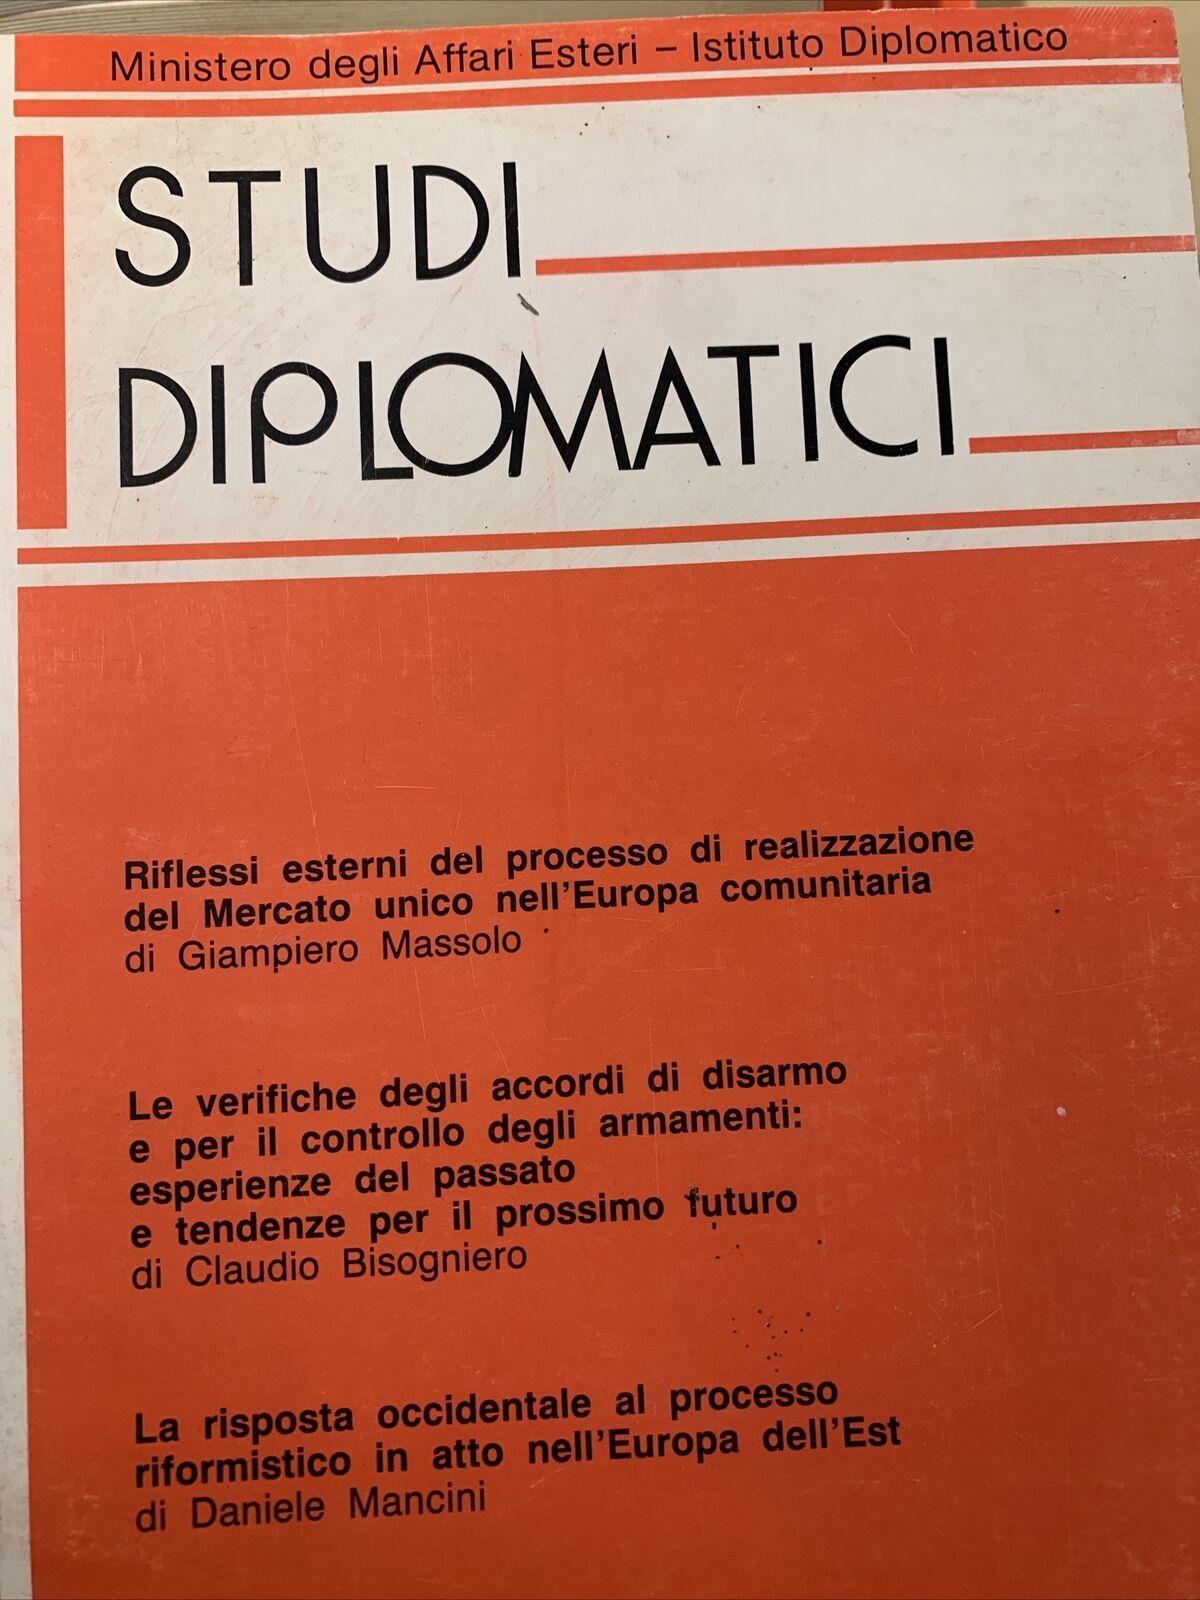 Ministero degli Affari Esteri – Istituto Diplomatico
STUDI
DIPLOMATICI
Riflessi esterni del processo di realizzazione
del Mercato unico nell'Europa comunitaria
di Giampiero Massolo
Le verifiche degli accordi di disarmo
e per il controllo degli armamenti:
esperienze del passato
e tendenze per il prossimo futuro
di Claudio Bisogniero
La risposta occidentale al processo
riformistico in atto nell'Europa dell'Est
di Daniele Mancini